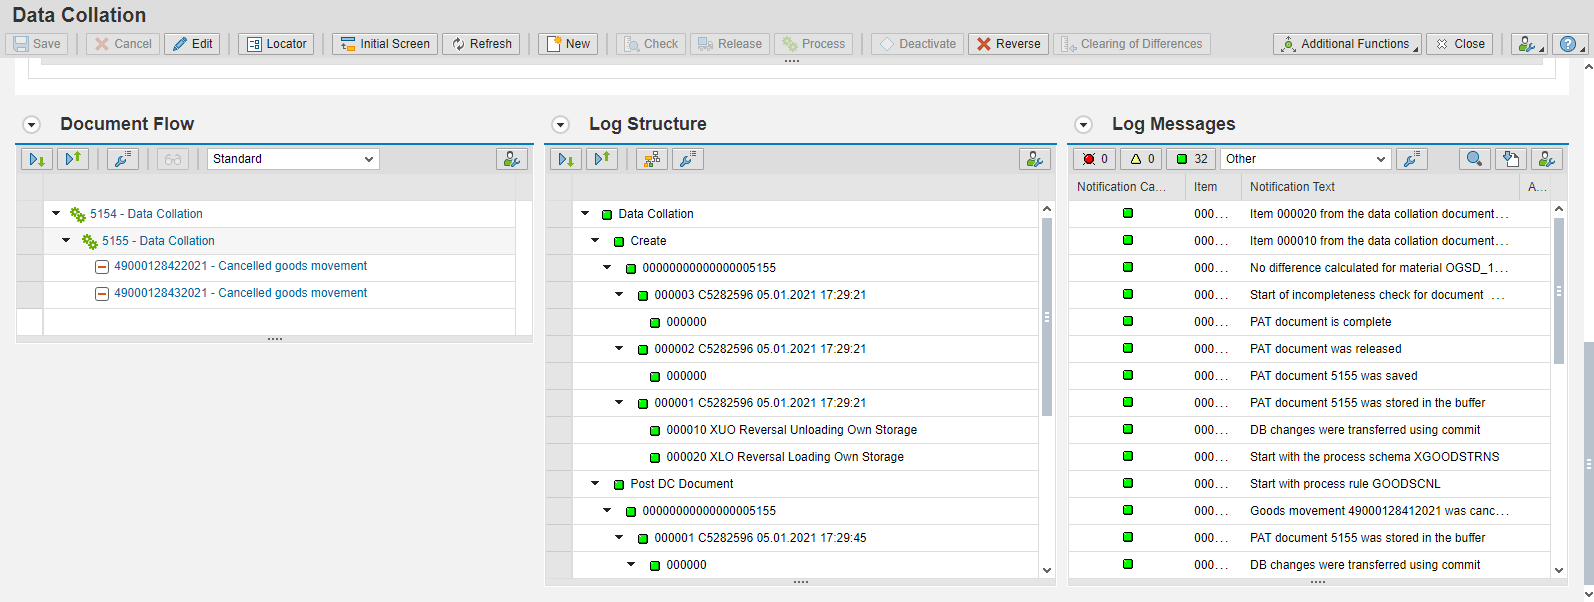 Data Collation
Save Cancel Edit Locator Initial Screen Refresh New Check Release Process Deactivate Reverse Clearing of Differences Additional Functions Close
Document Flow
Standard
5154 - Data Collation
5155 - Data Collation
49000128422021 - Cancelled goods movement
49000128432021 - Cancelled goods movement
Log Structure
Data Collation
Create
00000000000000005155
000003 C5282596 05.01.2021 17:29:21
000000
000002 C5282596 05.01.2021 17:29:21
000000
000001 C5282596 05.01.2021 17:29:21
000010 XUO Reversal Unloading Own Storage
000020 XLO Reversal Loading Own Storage
Post DC Document
00000000000000005155
000001 C5282596 05.01.2021 17:29:45
000000
Log Messages
0 0 32 Other
Notification Ca... Item Notification Text A...
000... Item 000020 from the data collation document...
000... Item 000010 from the data collation document...
000... No difference calculated for material OGSD_1...
000... Start of incompleteness check for document ...
000... PAT document is complete
000... PAT document was released
000... PAT document 5155 was saved
000... PAT document 5155 was stored in the buffer
000... DB changes were transferred using commit
000... Start with the process schema XGOODSTRNS
000... Start with process rule GOODSCNL
000... Goods movement 49000128412021 was canc...
000... PAT document 5155 was stored in the buffer
000... DB changes were transferred using commit